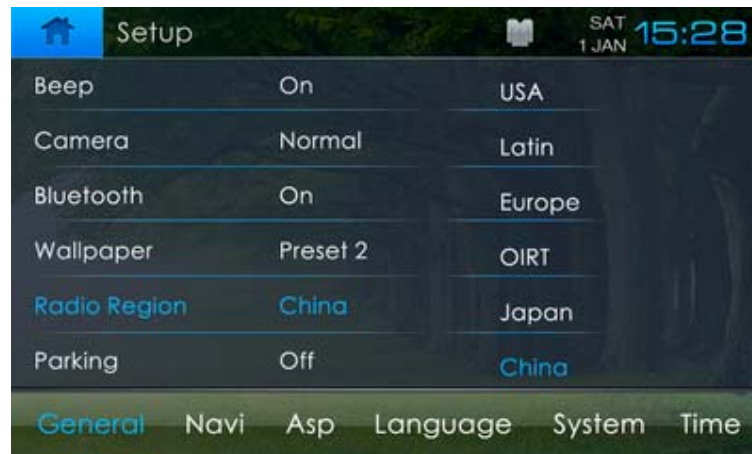 Setup
SAT
1 JAN
15:28
Beep On
Camera Normal
Bluetooth On
Wallpaper Preset 2
Radio Region China
Parking Off
USA
Latin
Europe
OIRT
Japan
China
General Navi Asp Language System Time